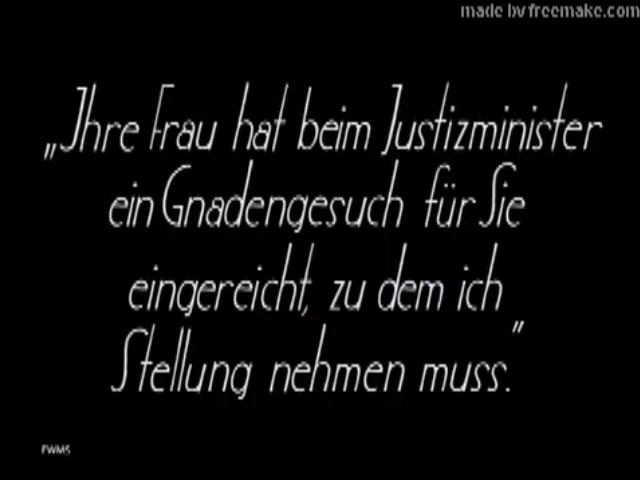 made by freemake.com
„Ihre Frau hat beim Justizminister
ein Gnadengesuch für Sie
eingereicht, zu dem ich
Stellung nehmen muss.”
FWMS